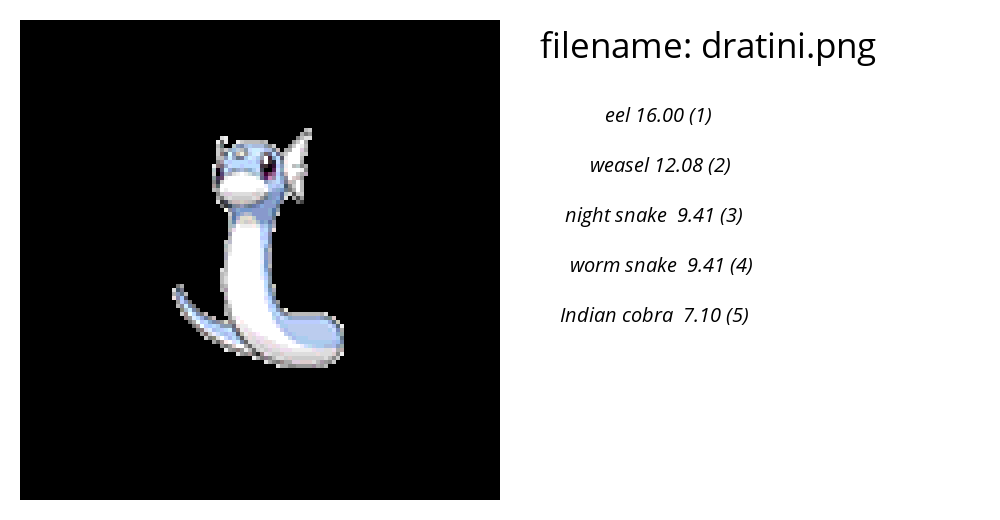 filename: dratini.png
eel 16.00 (1)
weasel 12.08 (2)
night snake  9.41 (3)
worm snake  9.41 (4)
Indian cobra  7.10 (5)